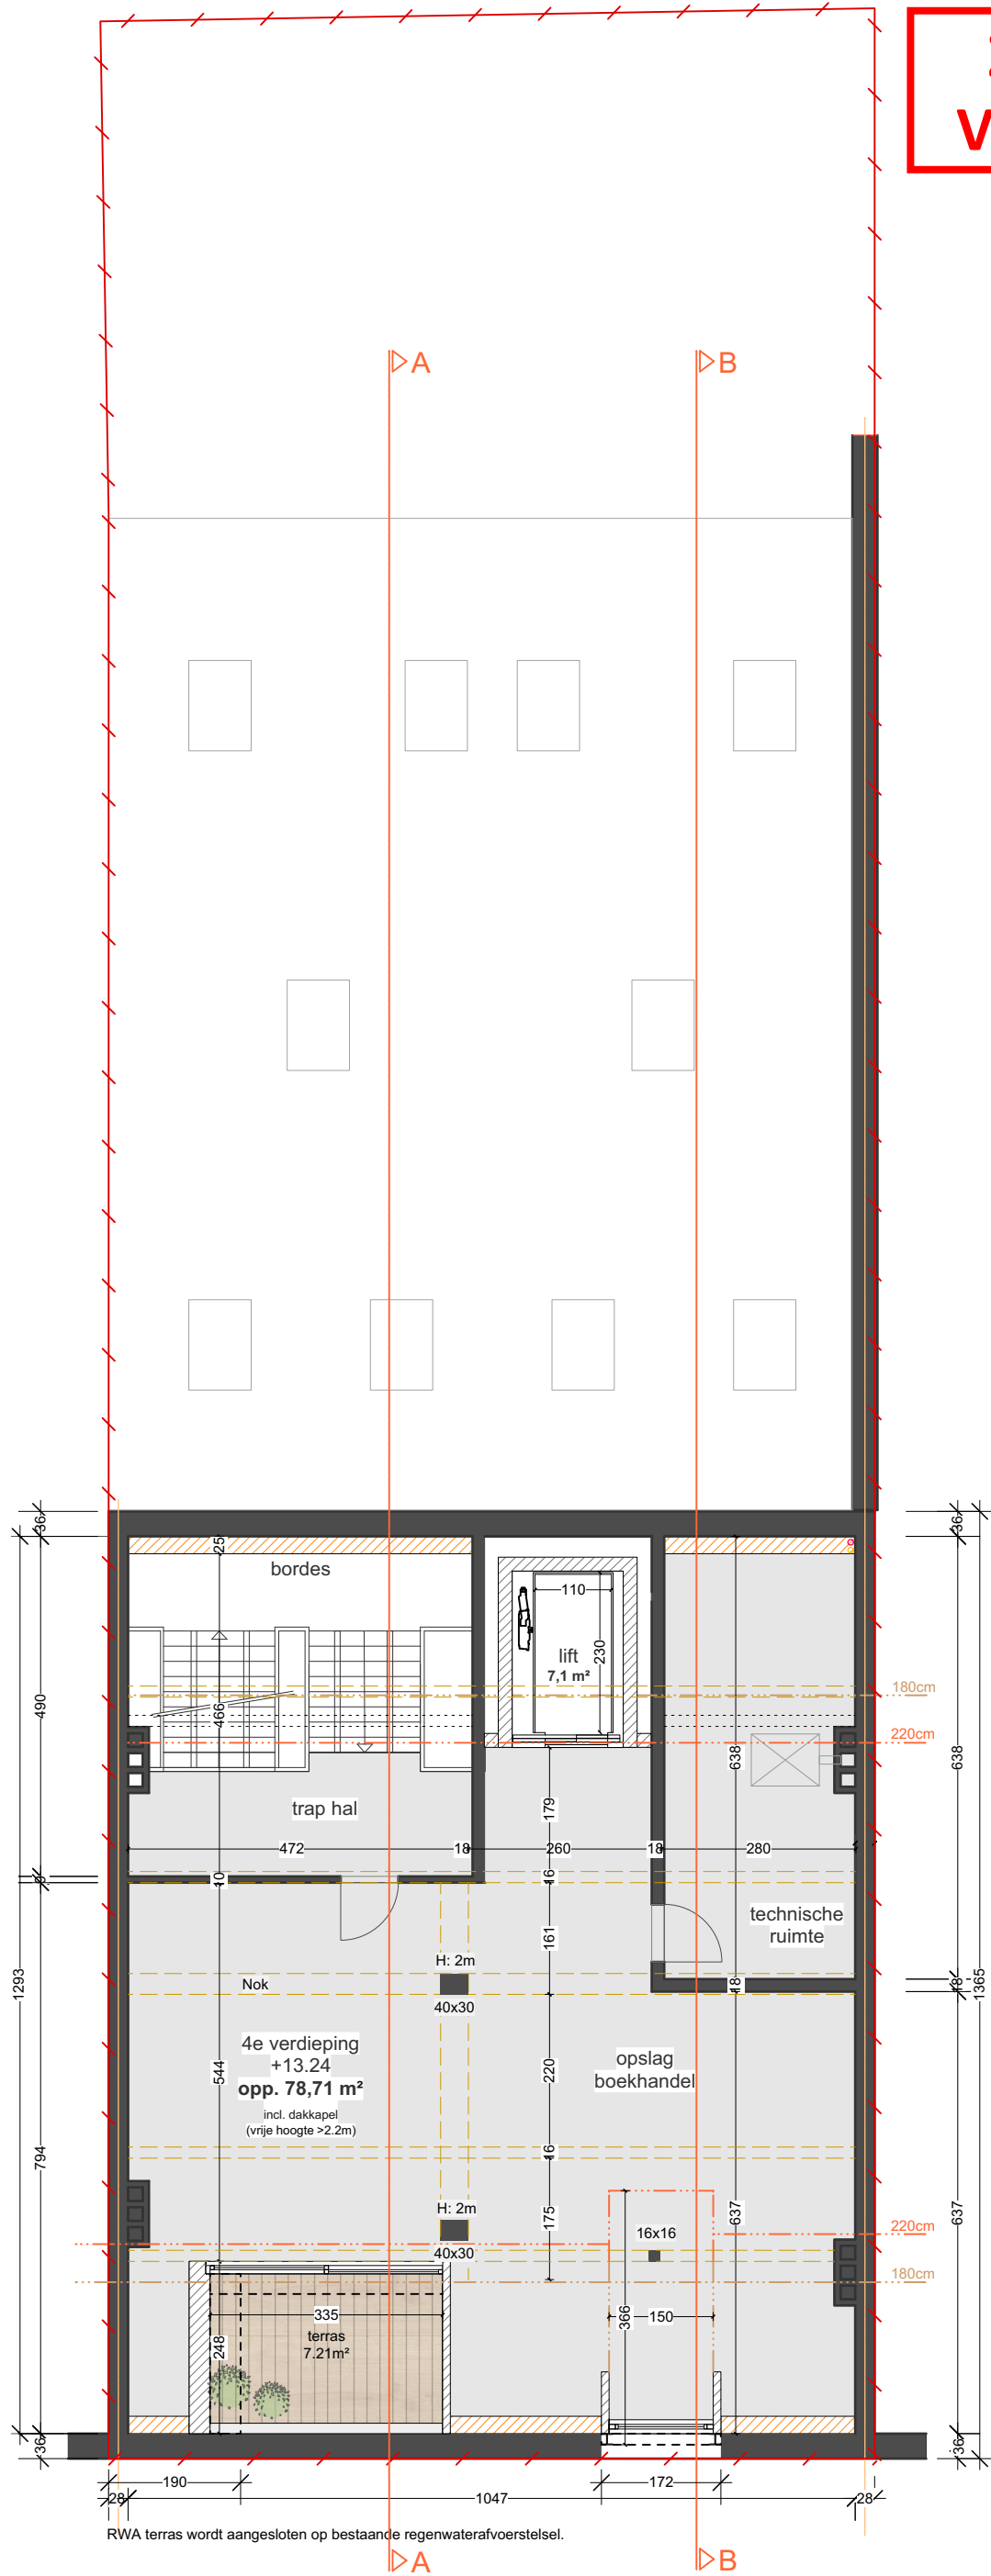 V
A
B
36
36
25
bordes
110
lift
7,1 m²
230
180cm
490
466
220cm
638
638
179
trap hal
472
18
260
18
280
10
16
technische
ruimte
161
H: 2m
Nok
18
18
40x30
1293
1365
4e verdieping
+13.24
opp. 78,71 m²
incl. dakkapel
(vrije hoogte >2.2m)
544
220
opslag
boekhandel
794
16
H: 2m
175
637
637
16x16
220cm
40x30
180cm
335
150
366
terras
7.21m²
248
36
36
190
172
28
1047
28
RWA terras wordt aangesloten op bestaande regenwaterafvoerstelsel.
A
B